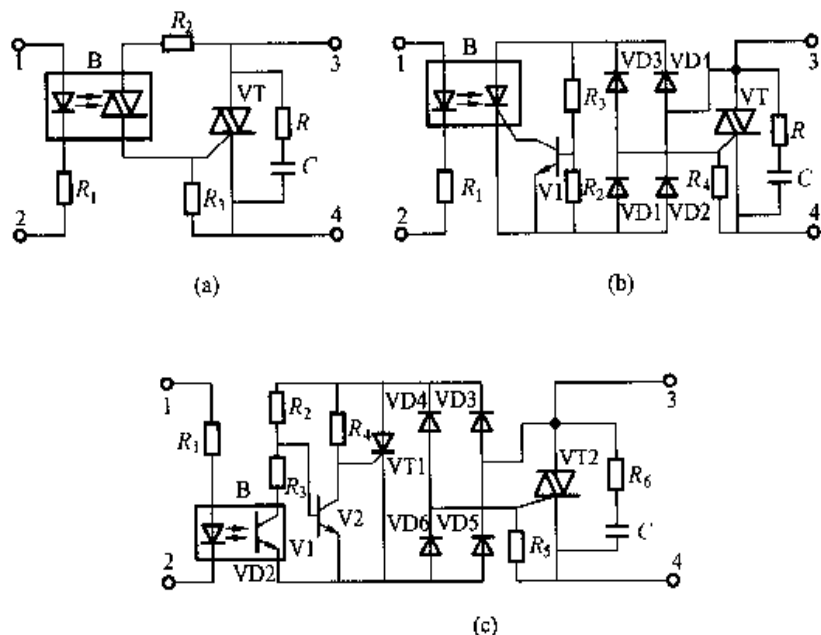 1
B
R2
3
VT
R
C
R1
R3
2
4
(a)
1
B
VD3
VD1
3
R3
VT
R
R1
V1
R2
R4
C
VD1
VD2
2
4
(b)
1
R2
VD4
VD3
3
R1
R4
VT1
VT2
R6
R3
B
V2
VD6
VD5
C
V1
R5
2
VD2
4
(c)